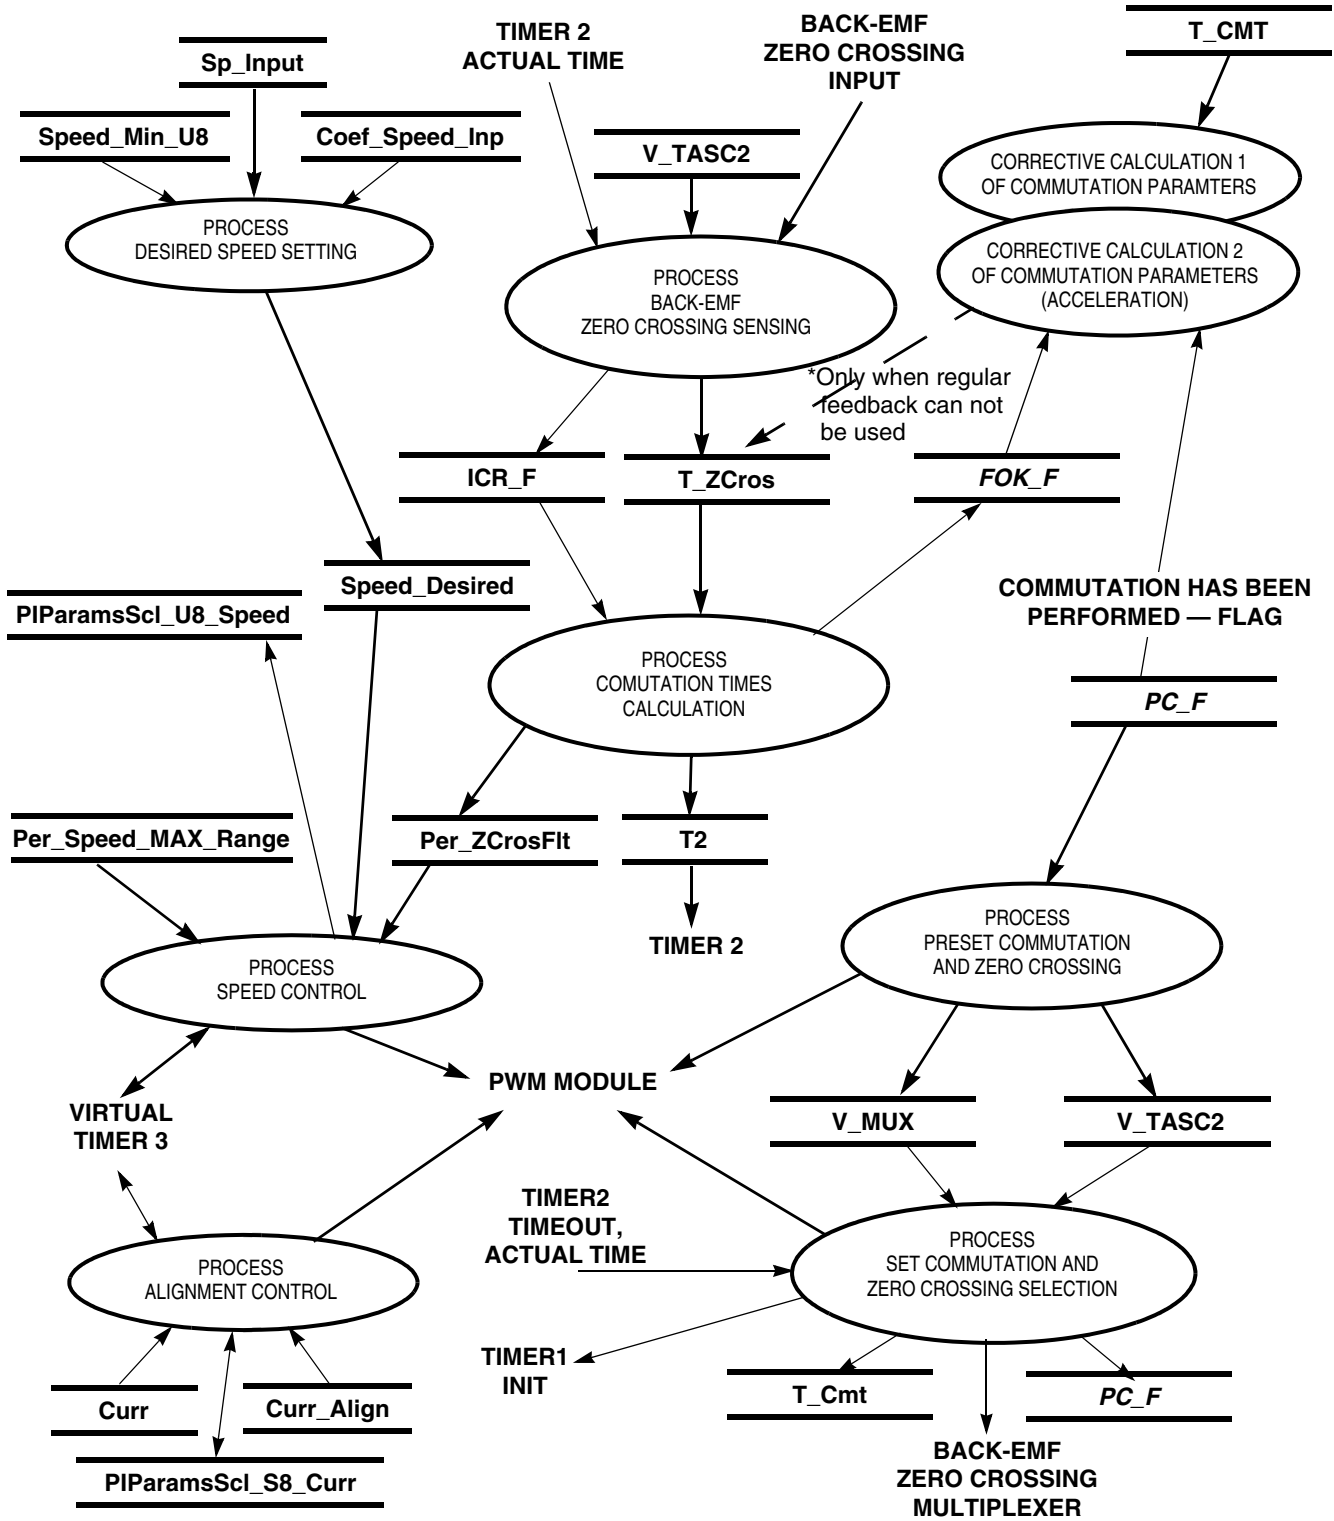 TIMER 2
ACTUAL TIME
BACK-EMF
ZERO CROSSING
INPUT
T_CMT
Sp_Input
Speed_Min_U8
Coef_Speed_Inp
V_TASC2
CORRECTIVE CALCULATION 1
OF COMMUTATION PARAMTERS
PROCESS
DESIRED SPEED SETTING
CORRECTIVE CALCULATION 2
OF COMMUTATION PARAMETERS
(ACCELERATION)
PROCESS
BACK-EMF
ZERO CROSSING SENSING
*Only when regular
feedback can not
be used
ICR_F
T_ZCros
FOK_F
Speed_Desired
PIParamsScl_U8_Speed
COMMUTATION HAS BEEN
PERFORMED — FLAG
PROCESS
COMUTATION TIMES
CALCULATION
PC_F
Per_Speed_MAX_Range
Per_ZCrosFlt
T2
TIMER 2
PROCESS
PRESET COMMUTATION
AND ZERO CROSSING
PROCESS
SPEED CONTROL
PWM MODULE
VIRTUAL
TIMER 3
V_MUX
V_TASC2
TIMER2
TIMEOUT,
ACTUAL TIME
PROCESS
SET COMMUTATION AND
ZERO CROSSING SELECTION
PROCESS
ALIGNMENT CONTROL
TIMER1
INIT
Curr
Curr_Align
T_Cmt
PC_F
PIParamsScl_S8_Curr
BACK-EMF
ZERO CROSSING
MULTIPLEXER